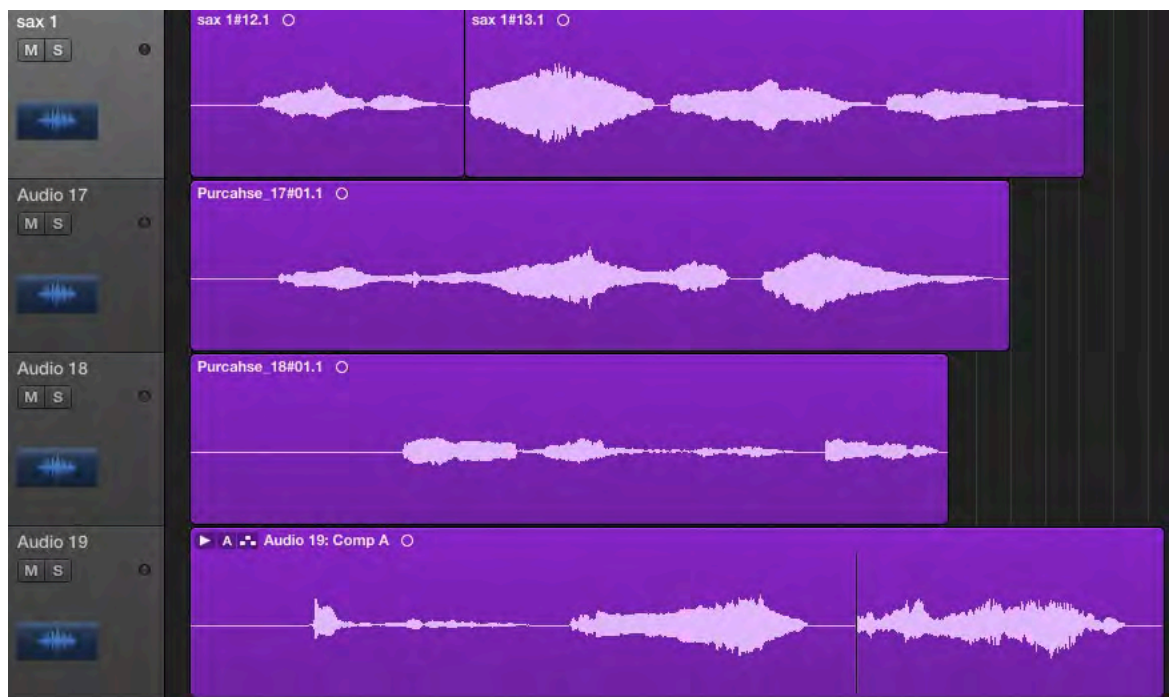 sax 1
M S
sax 1#12.1
sax 1#13.1
Audio 17
M S
Purcahse_17#01.1
Audio 18
M S
Purcahse_18#01.1
Audio 19
M S
A Audio 19: Comp A